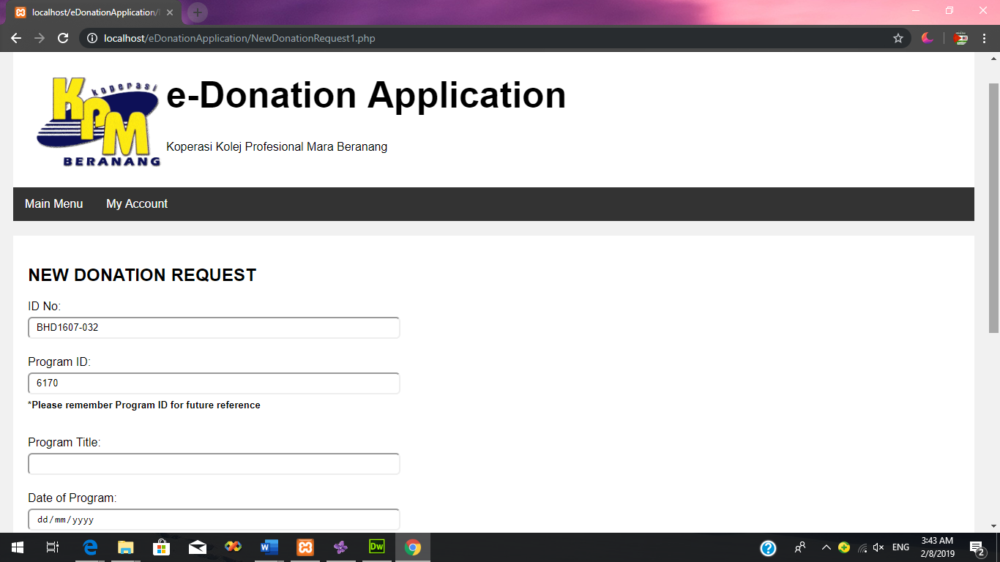 localhost/eDonationApplication/
localhost/eDonationApplication/NewDonationRequest1.php
koperasi
KPM
BERANANG
e-Donation Application
Koperasi Kolej Profesional Mara Beranang
Main Menu My Account
NEW DONATION REQUEST
ID No:
BHD1607-032
Program ID:
6170
*Please remember Program ID for future reference
Program Title:
Date of Program:
dd/mm/yyyy
Dw
ENG
3:43 AM
2/8/2019
2